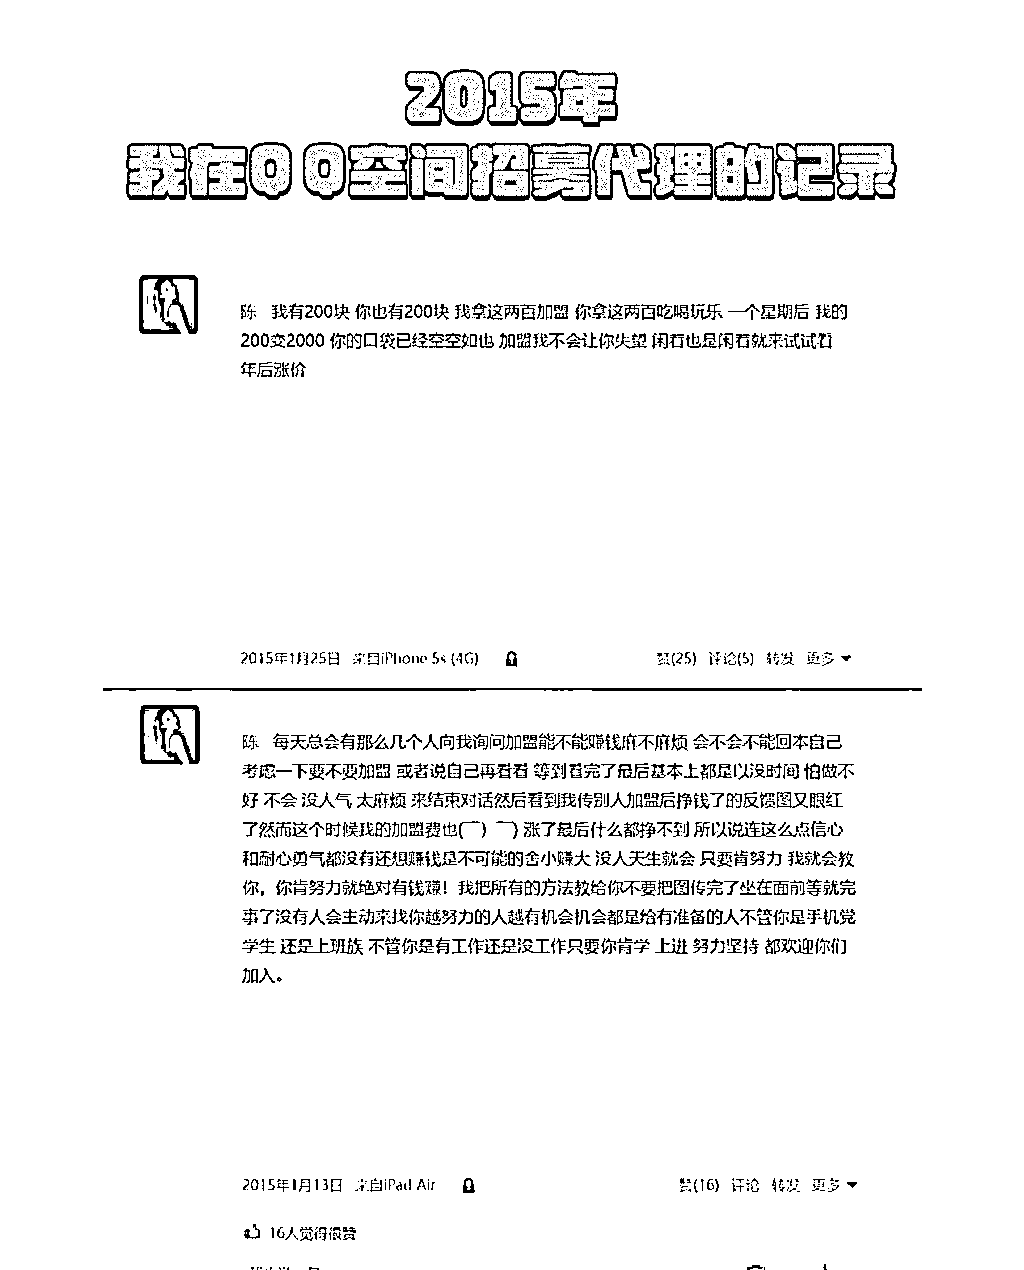 2015年
我在QQ空间招募代理的记录
陈 我有200块 你也有200块 我拿这两百加盟 你拿这两百吃喝玩乐 一个星期后 我的
200变2000 你的口袋已经空空如也 加盟我不会让你失望 闲着也是闲着就来试试看
年后涨价
2015年1月25日 来自iPhone 5s (4G) 赞(25) 评论(5) 转发 更多
陈 每天总会有那么几个人向我询问加盟能不能赚钱麻不麻烦 会不会不能回本自己
考虑一下要不要加盟 或者说自己再看看 等到看完了最后基本上都是以没时间 怕做不
好 不会 没人气 太麻烦 来结束对话然后看到我传别人加盟后挣钱了的反馈图又眼红
了然而这个时候我的加盟费也(￣) ￣) 涨了最后什么都挣不到 所以说连这么点信心
和耐心勇气都没有还想赚钱是不可能的舍小赚大 没人天生就会 只要肯努力 我就会教
你，你肯努力就绝对有钱赚！我把所有的方法教给你不要把图传完了坐在面前等就完
事了没有人会主动来找你越努力的人越有机会机会都是给有准备的人不管你是手机党
学生 还是上班族 不管你是有工作还是没工作只要你肯学 上进 努力坚持 都欢迎你们
加入。
2015年1月13日 来自iPad Air 赞(16) 评论 转发 更多
16人觉得很赞